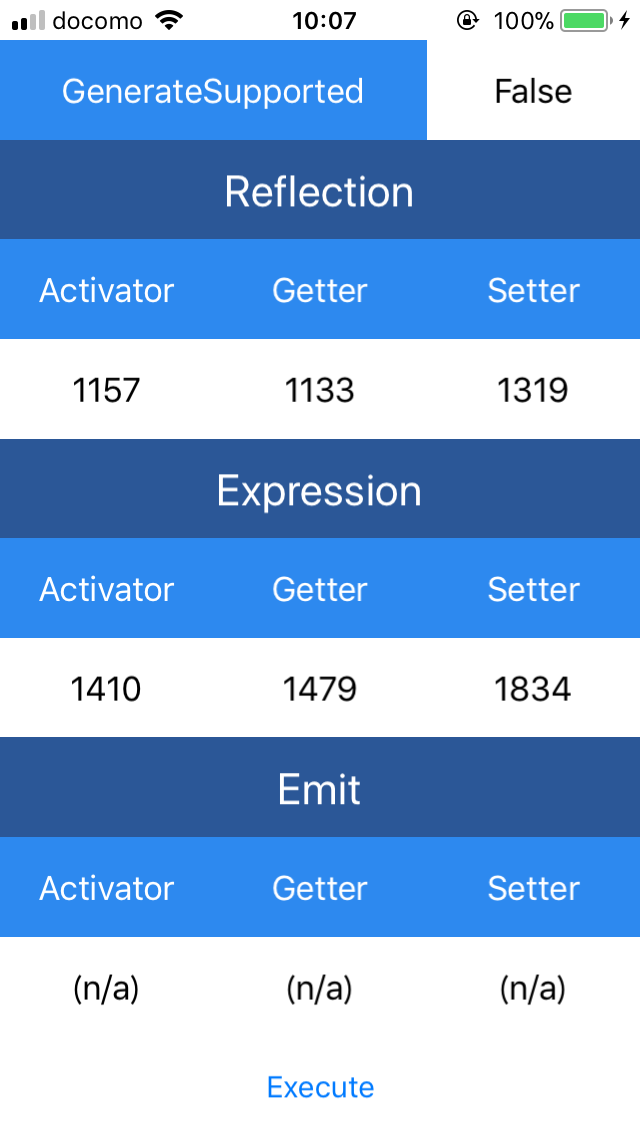 docomo 10:07 100%
GenerateSupported False
Reflection
Activator Getter Setter
1157 1133 1319
Expression
Activator Getter Setter
1410 1479 1834
Emit
Activator Getter Setter
(n/a) (n/a) (n/a)
Execute